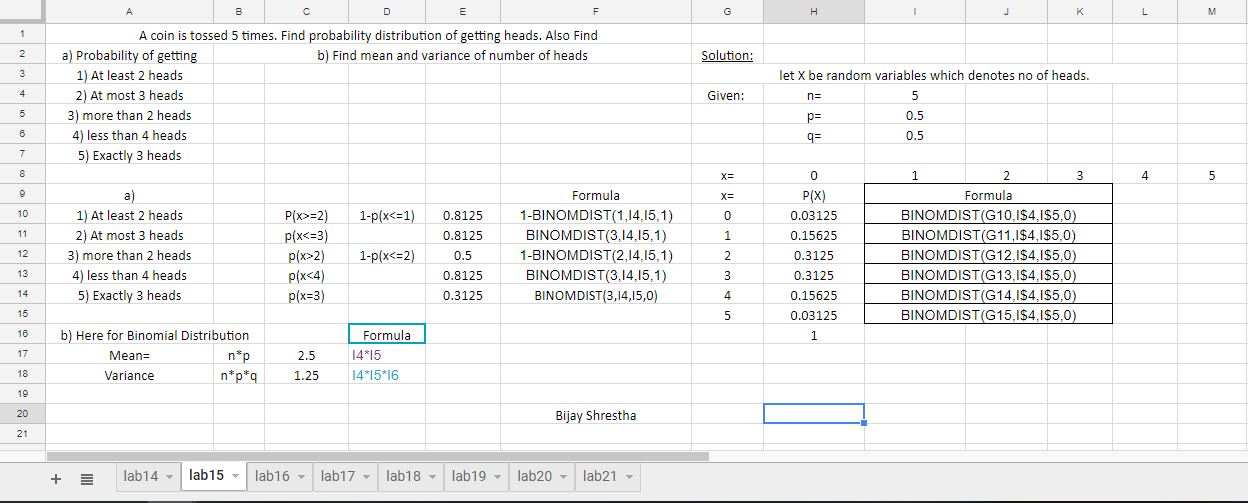 A B C D E F G H I J K L M
1 A coin is tossed 5 times. Find probability distribution of getting heads. Also Find
2 a) Probability of getting b) Find mean and variance of number of heads Solution:
3 1) At least 2 heads let X be random variables which denotes no of heads.
4 2) At most 3 heads Given: n= 5
5 3) more than 2 heads p= 0.5
6 4) less than 4 heads q= 0.5
7 5) Exactly 3 heads
8 x= 0 1 2 3 4 5
9 a) Formula x= P(X) Formula
10 1) At least 2 heads P(x>=2) 1-p(x<=1) 0.8125 1-BINOMDIST(1,I4,I5,1) 0 0.03125 BINOMDIST(G10,I$4,I$5,0)
11 2) At most 3 heads p(x<=3) 0.8125 BINOMDIST(3,I4,I5,1) 1 0.15625 BINOMDIST(G11,I$4,I$5,0)
12 3) more than 2 heads p(x>2) 1-p(x<=2) 0.5 1-BINOMDIST(2,I4,I5,1) 2 0.3125 BINOMDIST(G12,I$4,I$5,0)
13 4) less than 4 heads p(x<4) 0.8125 BINOMDIST(3,I4,I5,1) 3 0.3125 BINOMDIST(G13,I$4,I$5,0)
14 5) Exactly 3 heads p(x=3) 0.3125 BINOMDIST(3,I4,I5,0) 4 0.15625 BINOMDIST(G14,I$4,I$5,0)
15 5 0.03125 BINOMDIST(G15,I$4,I$5,0)
16 b) Here for Binomial Distribution Formula 1
17 Mean= n*p 2.5 I4*I5
18 Variance n*p*q 1.25 I4*I5*I6
19
20 Bijay Shrestha
21
+ lab14 lab15 lab16 lab17 lab18 lab19 lab20 lab21